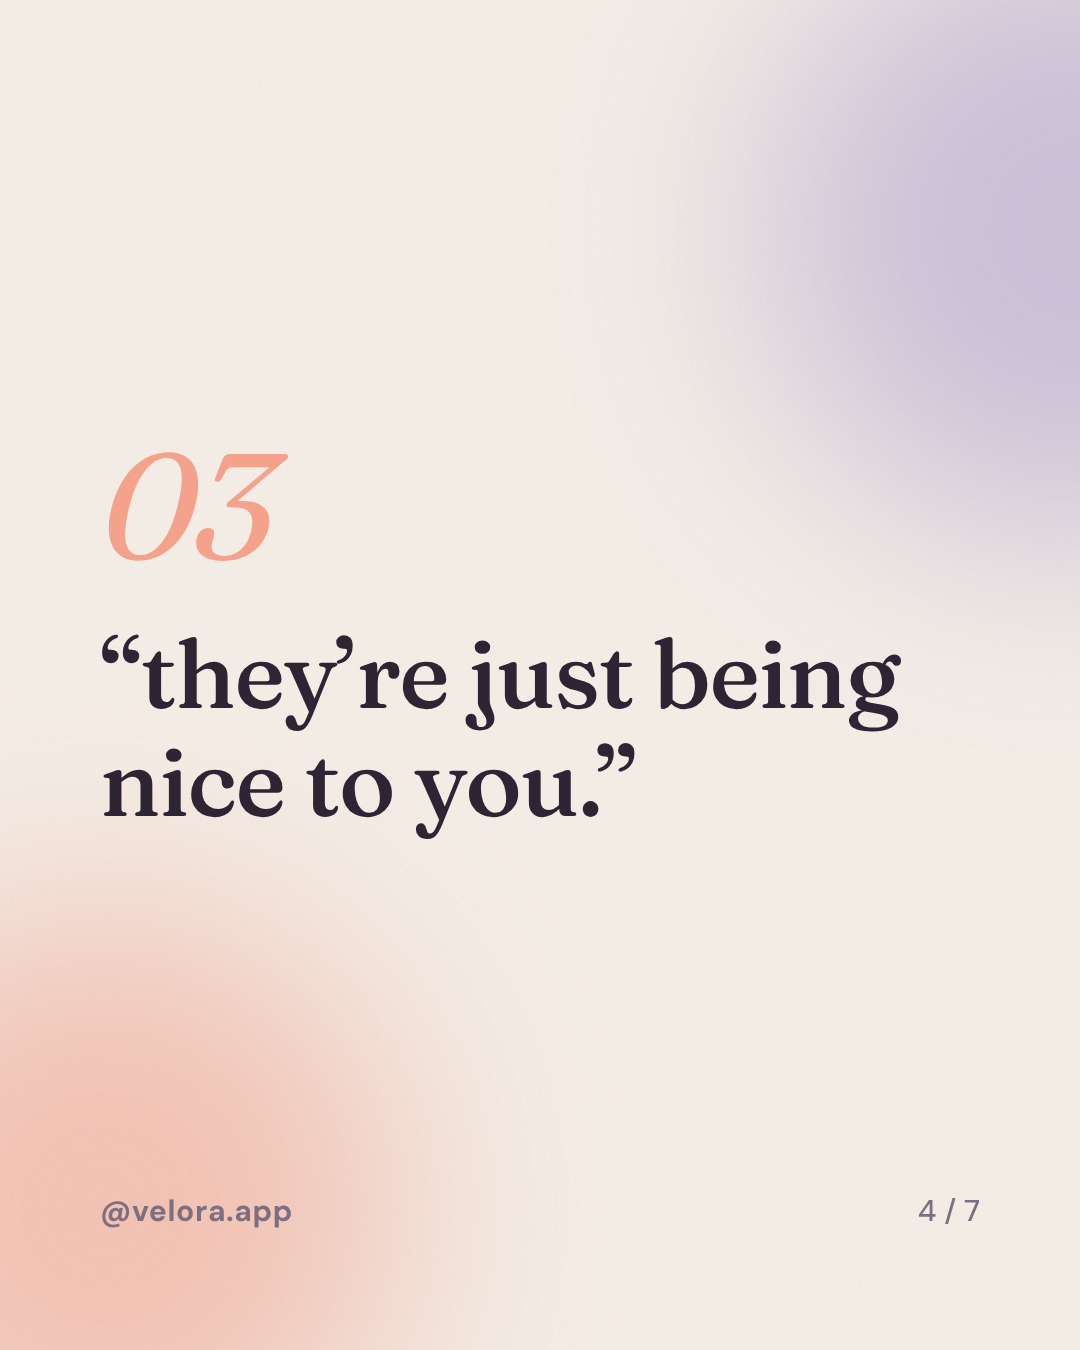 03
“they’re just being
nice to you.”
@velora.app
4 / 7